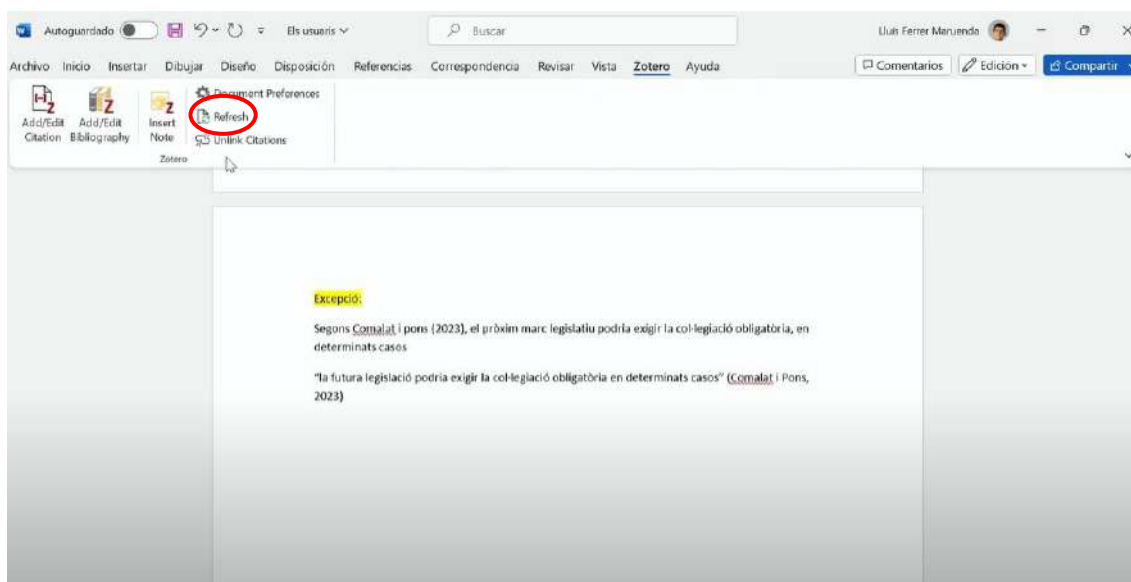 Autoguardado
Els usuaris
Buscar
Lluís Ferrer Maruenda
Archivo Inicio Insertar Dibujar Diseño Disposición Referencias Correspondencia Revisar Vista Zotero Ayuda
Comentarios Edición Compartir
Add/Edit Citation
Add/Edit Bibliography
Insert Note
Document Preferences
Refresh
Unlink Citations
Zotero
Excepció:
Segons Comalat i pons (2023), el pròxim marc legislatiu podria exigir la col·legiació obligatòria, en
determinats casos
"la futura legislació podria exigir la col·legiació obligatòria en determinats casos" (Comalat i Pons,
2023)